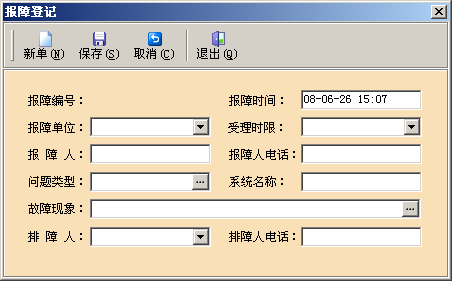 报障登记
新单(N) 保存(S) 取消(C) 退出(Q)
报障编号： 报障时间： 08-06-26 15:07
报障单位： 受理时限：
报 障 人： 报障人电话：
问题类型： ... 系统名称：
故障现象： ...
排 障 人： 排障人电话：